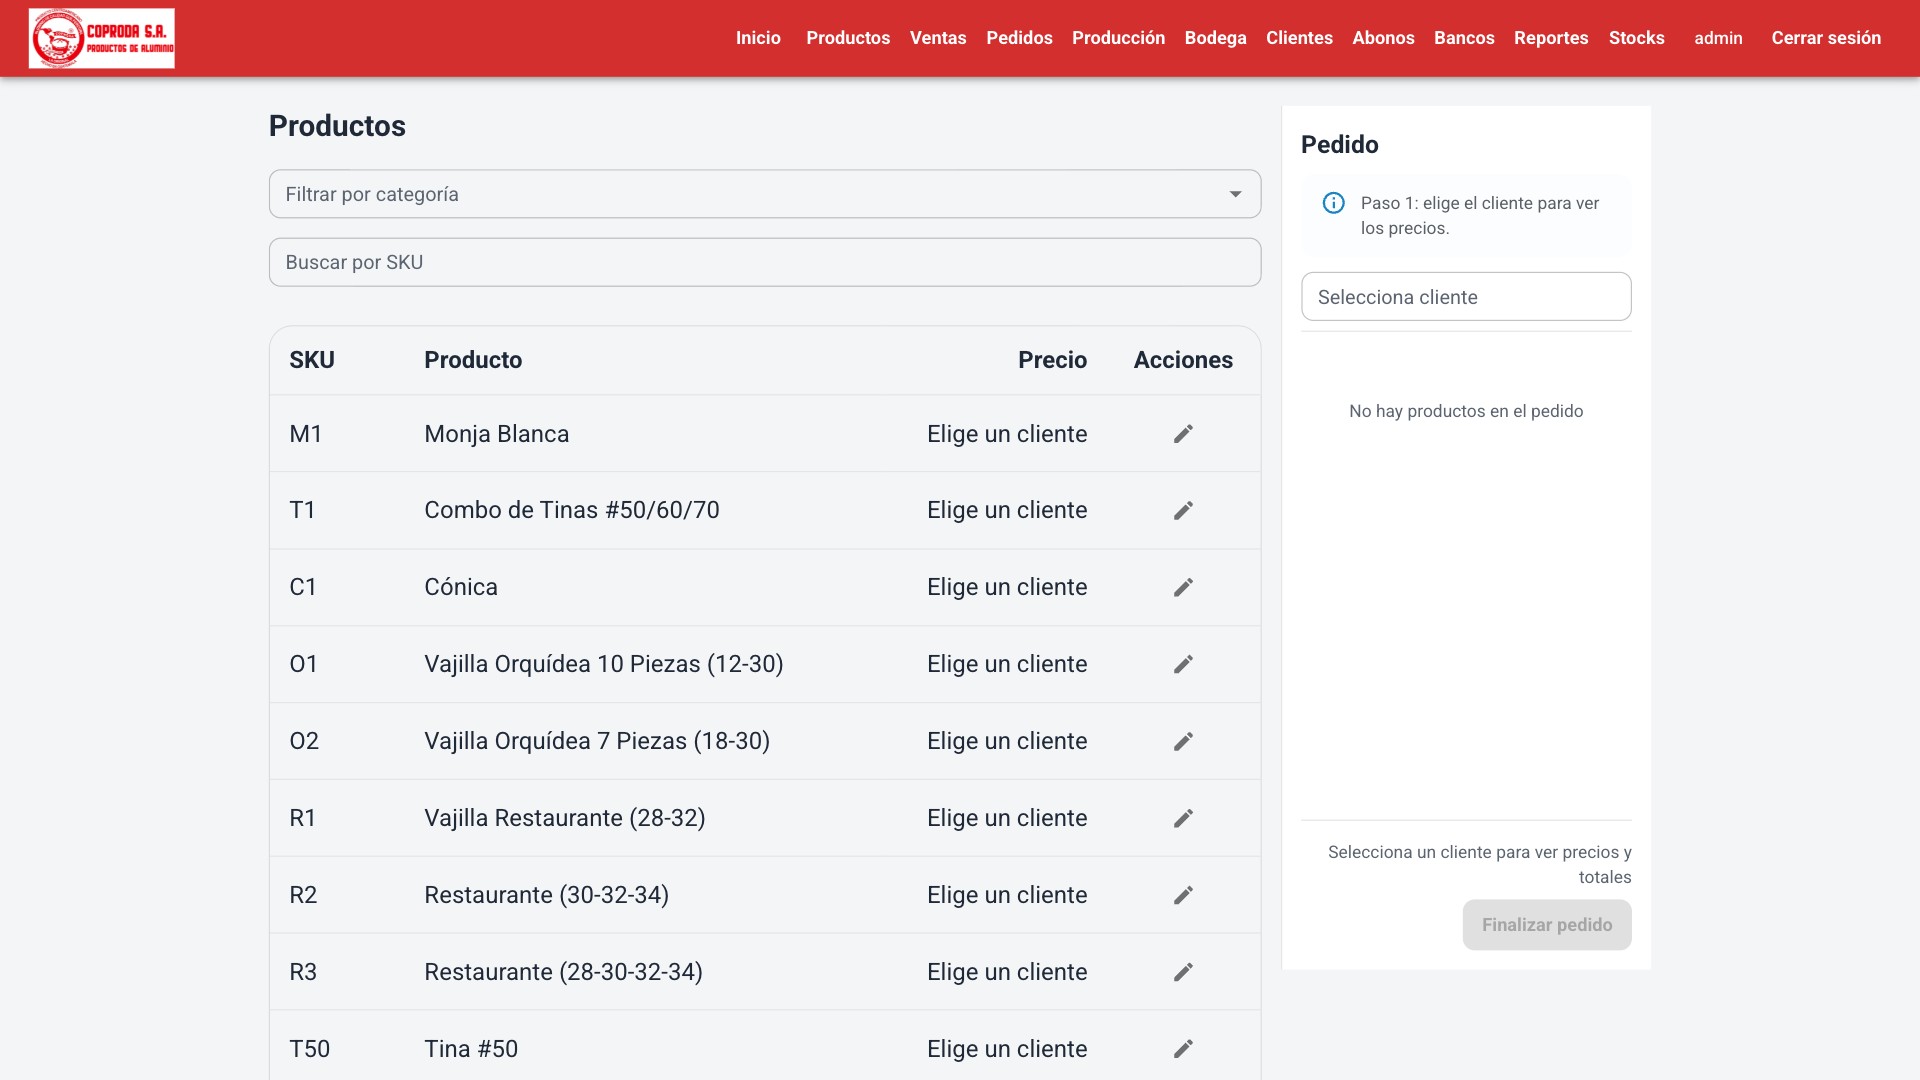 COPRODA S.A.
PRODUCTOS DE ALUMINIO
Inicio Productos Ventas Pedidos Producción Bodega Clientes Abonos Bancos Reportes Stocks admin Cerrar sesión
Productos
Filtrar por categoría
Buscar por SKU
SKU Producto Precio Acciones
M1 Monja Blanca Elige un cliente
T1 Combo de Tinas #50/60/70 Elige un cliente
C1 Cónica Elige un cliente
O1 Vajilla Orquídea 10 Piezas (12-30) Elige un cliente
O2 Vajilla Orquídea 7 Piezas (18-30) Elige un cliente
R1 Vajilla Restaurante (28-32) Elige un cliente
R2 Restaurante (30-32-34) Elige un cliente
R3 Restaurante (28-30-32-34) Elige un cliente
T50 Tina #50 Elige un cliente
Pedido
Paso 1: elige el cliente para ver
los precios.
Selecciona cliente
No hay productos en el pedido
Selecciona un cliente para ver precios y
totales
Finalizar pedido